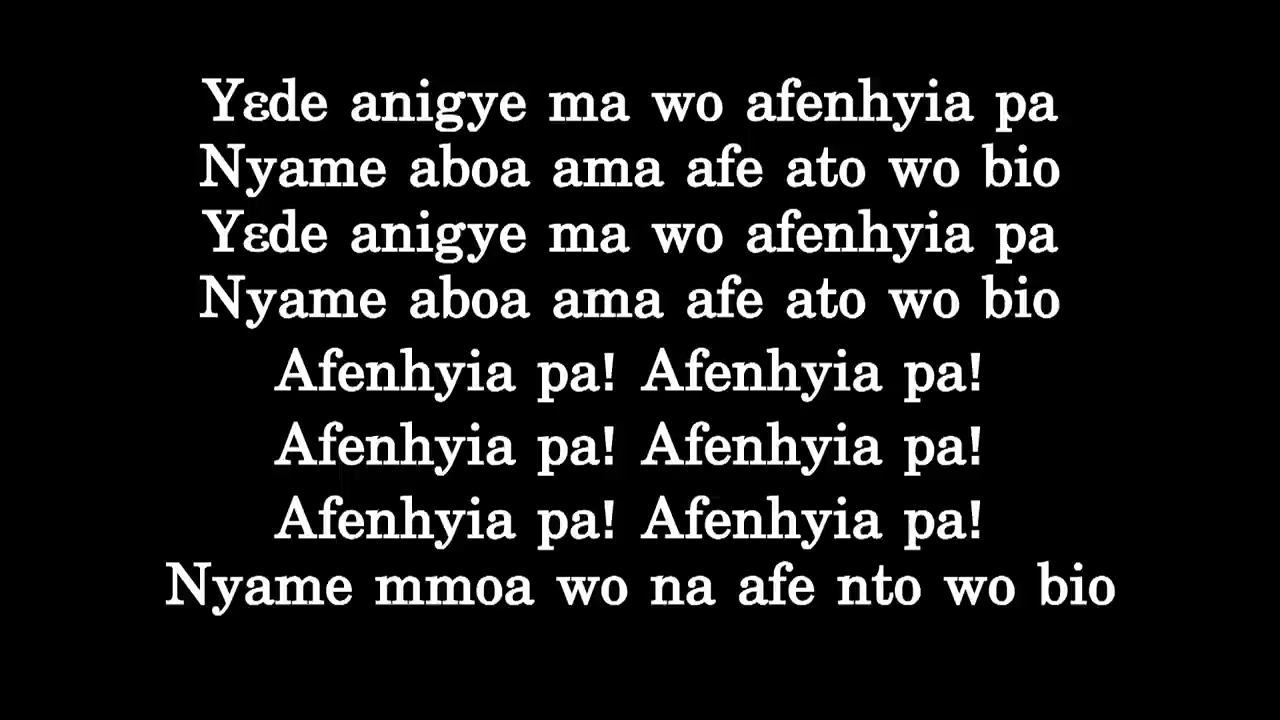 Yɛde anigye ma wo afenhyia pa
Nyame aboa ama afe ato wo bio
Yɛde anigye ma wo afenhyia pa
Nyame aboa ama afe ato wo bio
Afenhyia pa! Afenhyia pa!
Afenhyia pa! Afenhyia pa!
Afenhyia pa! Afenhyia pa!
Nyame mmoa wo na afe nto wo bio